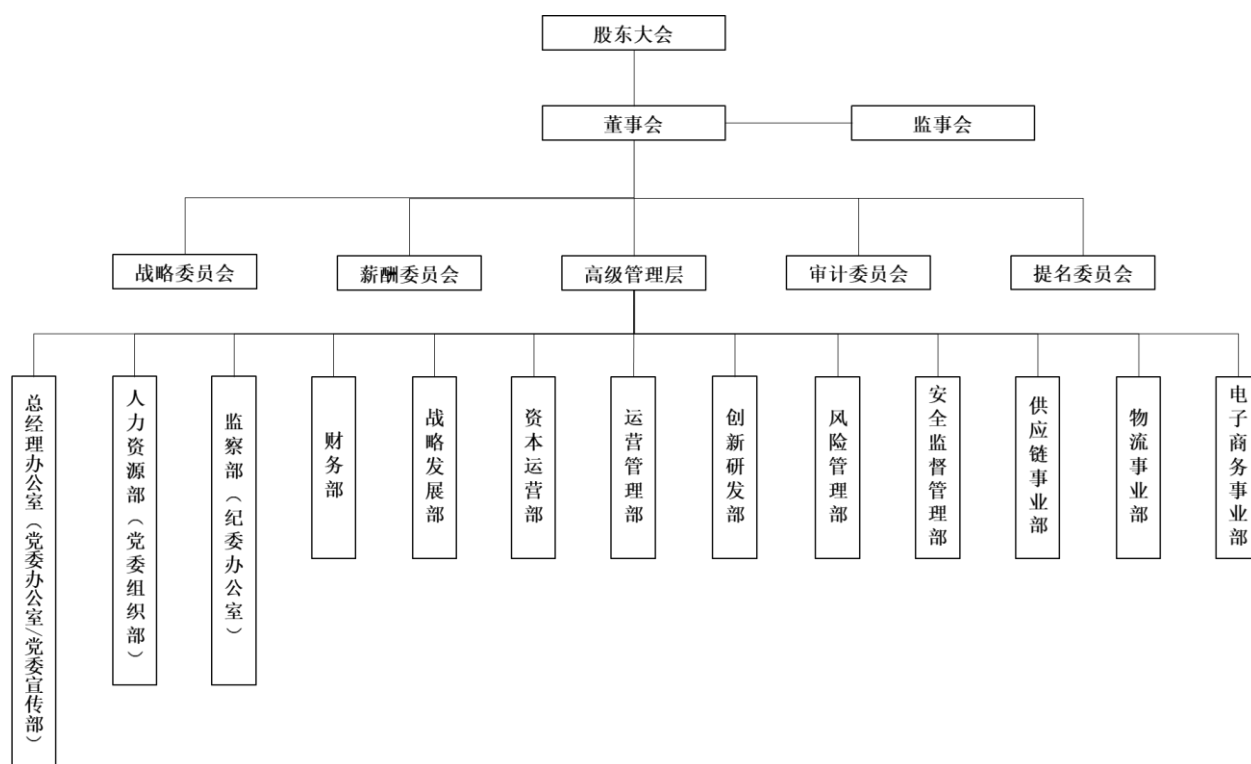 股东大会
董事会
监事会
战略委员会
薪酬委员会
高级管理层
审计委员会
提名委员会
总经理办公室（党委办公室/党委宣传部）
人力资源部（党委组织部）
监察部（纪委办公室）
财务部
战略发展部
资本运营部
运营管理部
创新研发部
风险管理部
安全监督管理部
供应链事业部
物流事业部
电子商务事业部